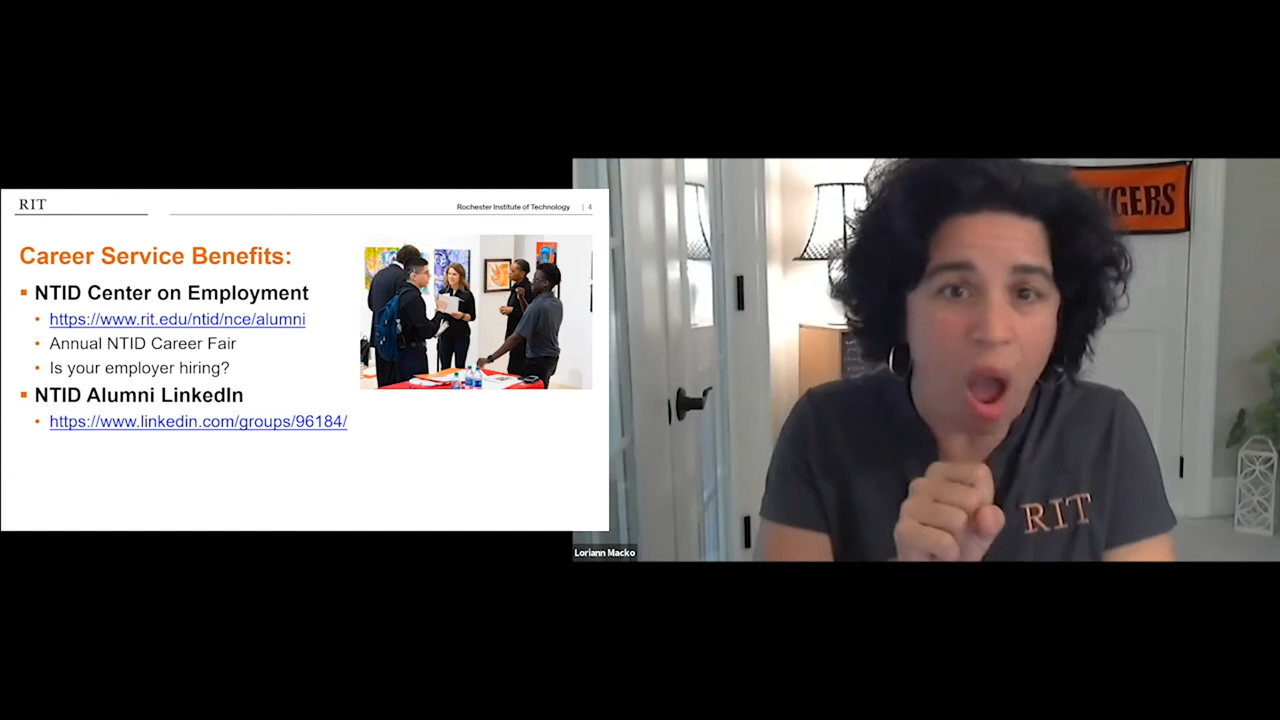 RIT
Rochester Institute of Technology | 4
Career Service Benefits:
NTID Center on Employment
https://www.rit.edu/ntid/nce/alumni
Annual NTID Career Fair
Is your employer hiring?
NTID Alumni LinkedIn
https://www.linkedin.com/groups/96184/
IGERS
RIT
Loriann Macko